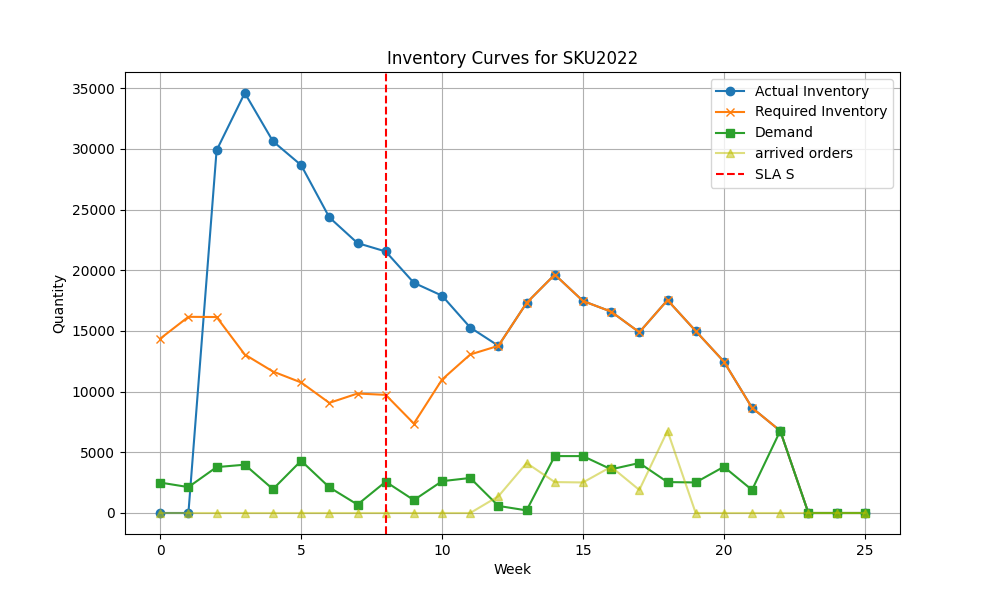 Inventory Curves for SKU2022
Actual Inventory
Required Inventory
Demand
arrived orders
SLA S
Quantity
35000
30000
25000
20000
15000
10000
5000
0
0 5 10 15 20 25
Week